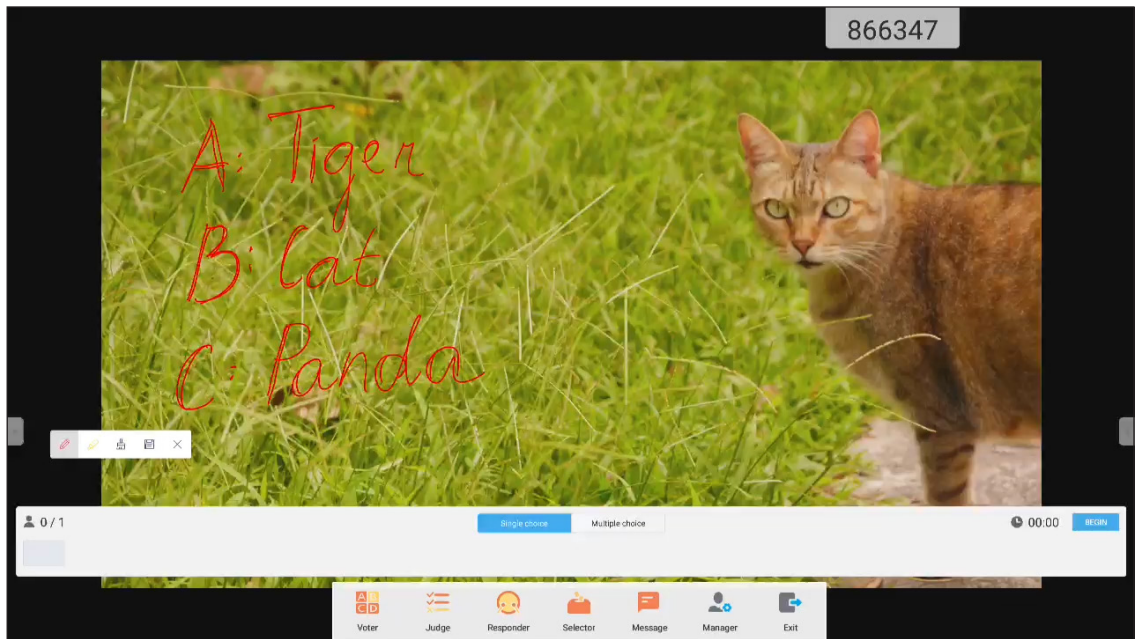 866347
A: Tiger
B: Cat
C: Panda
0 / 1
Single choice
Multiple choice
00:00
BEGIN
A B
C D
Voter
Judge
Responder
Selector
Message
Manager
Exit